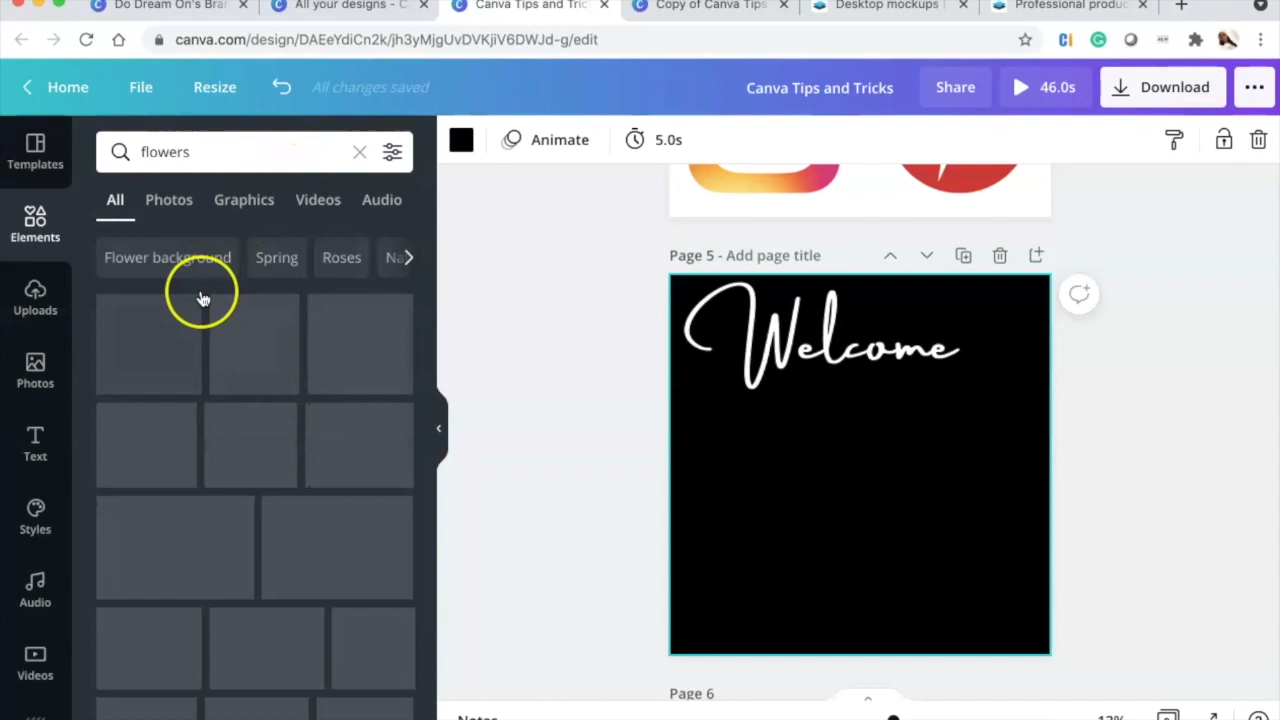 Do Dream On's Bra
All your designs - C
Canva Tips and Tric
Copy of Canva Tips
Desktop mockups
Professional produc
canva.com/design/DAEeYdiCn2k/jh3yMjgUvDVKjiV6DWJd-g/edit
Home File Resize All changes saved Canva Tips and Tricks Share 46.0s Download
Templates
Elements
Uploads
Photos
Text
Styles
Audio
Videos
flowers
All Photos Graphics Videos Audio
Flower background Spring Roses Na
Animate 5.0s
Page 5 - Add page title
Welcome
Page 6
Notes